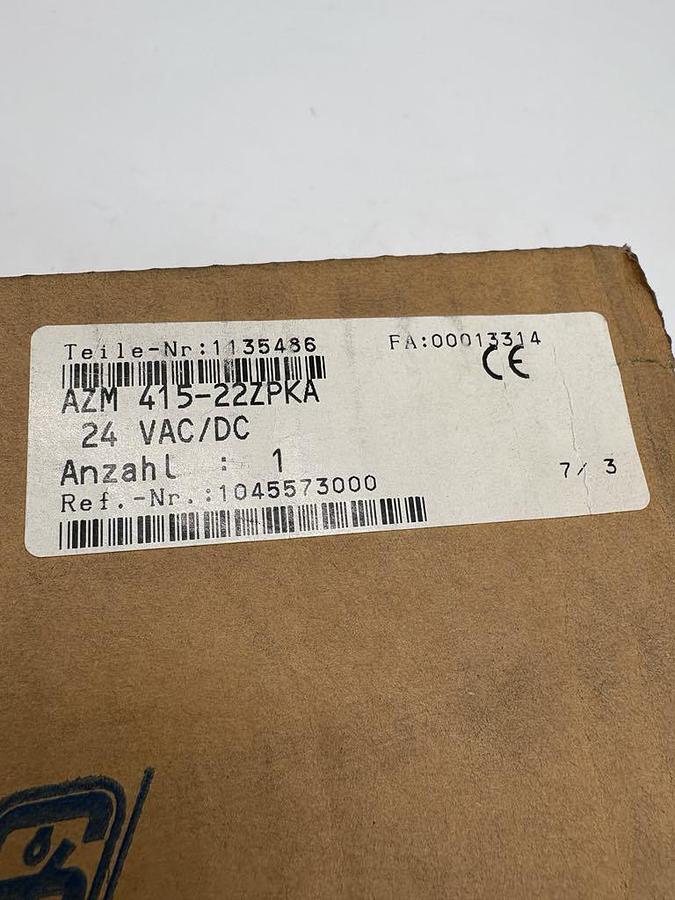 Teile-Nr:1135486 FA:00013314
CE
AZM 415-22ZPKA
24 VAC/DC
Anzahl : 1
7/ 3
Ref.-Nr.:1045573000